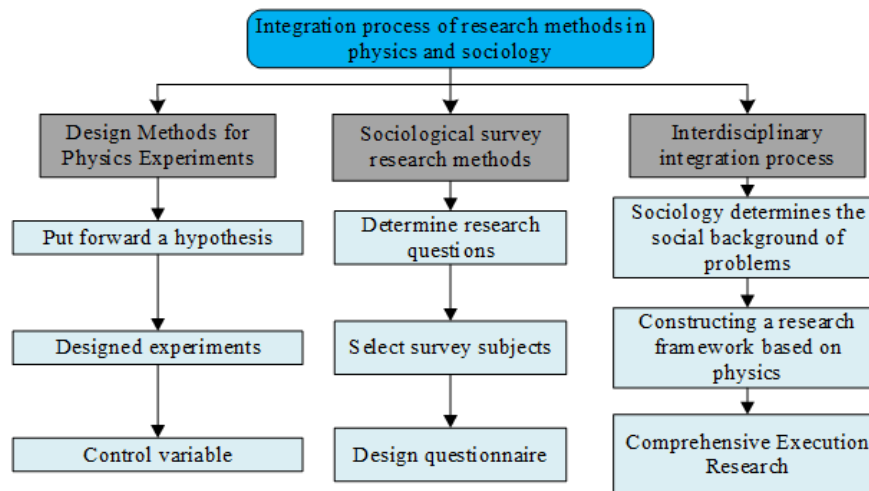 Integration process of research methods in
physics and sociology
Design Methods for
Physics Experiments
Sociological survey
research methods
Interdisciplinary
integration process
Put forward a hypothesis
Determine research
questions
Sociology determines the
social background of
problems
Designed experiments
Select survey subjects
Constructing a research
framework based on
physics
Control variable
Design questionnaire
Comprehensive Execution
Research